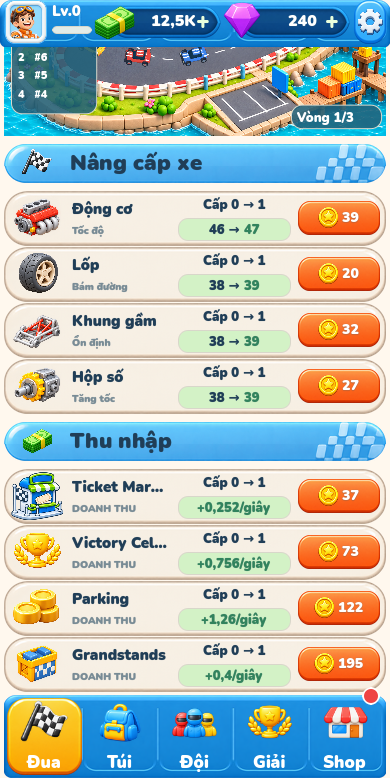 Lv.0
12,5K+
240 +
2 #6
3 #5
4 #4
Vòng 1/3
Nâng cấp xe
Động cơ
Tốc độ
Cấp 0 → 1
46 → 47
39
Lốp
Bám đường
Cấp 0 → 1
38 → 39
20
Khung gầm
Ổn định
Cấp 0 → 1
38 → 39
32
Hộp số
Tăng tốc
Cấp 0 → 1
38 → 39
27
Thu nhập
Ticket Mar...
DOANH THU
Cấp 0 → 1
+0,252/giây
37
Victory Cel...
DOANH THU
Cấp 0 → 1
+0,756/giây
73
Parking
DOANH THU
Cấp 0 → 1
+1,26/giây
122
Grandstands
DOANH THU
Cấp 0 → 1
+0,4/giây
195
Đua
Túi
Đội
Giải
Shop